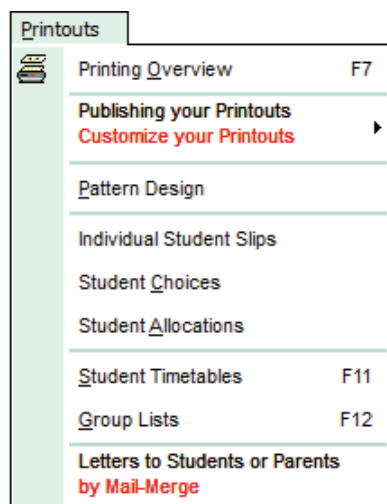 Printouts
Printing Overview F7
Publishing your Printouts
Customize your Printouts
Pattern Design
Individual Student Slips
Student Choices
Student Allocations
Student Timetables F11
Group Lists F12
Letters to Students or Parents
by Mail-Merge